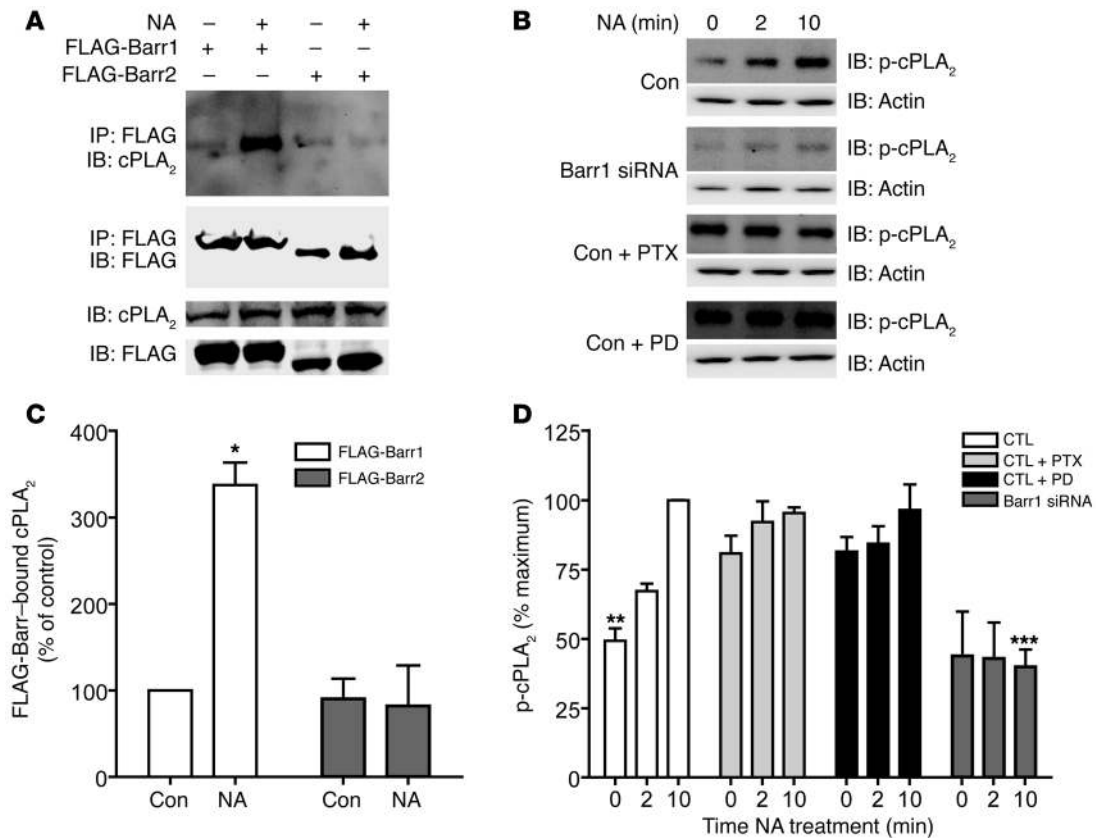 A
NA – + – +
FLAG-Barr1 + + – –
FLAG-Barr2 – – + +
IP: FLAG
IB: cPLA₂
IP: FLAG
IB: FLAG
IB: cPLA₂
IB: FLAG
B
NA (min) 0 2 10
Con
IB: p-cPLA₂
IB: Actin
Barr1 siRNA
IB: p-cPLA₂
IB: Actin
Con + PTX
IB: p-cPLA₂
IB: Actin
Con + PD
IB: p-cPLA₂
IB: Actin
C
FLAG-Barr–bound cPLA₂
(% of control)
400
300
200
100
0
*
FLAG-Barr1
FLAG-Barr2
Con NA Con NA
D
p-cPLA₂ (% maximum)
125
100
75
50
25
0
CTL
CTL + PTX
CTL + PD
Barr1 siRNA
**
***
0 2 10 0 2 10 0 2 10 0 2 10
Time NA treatment (min)